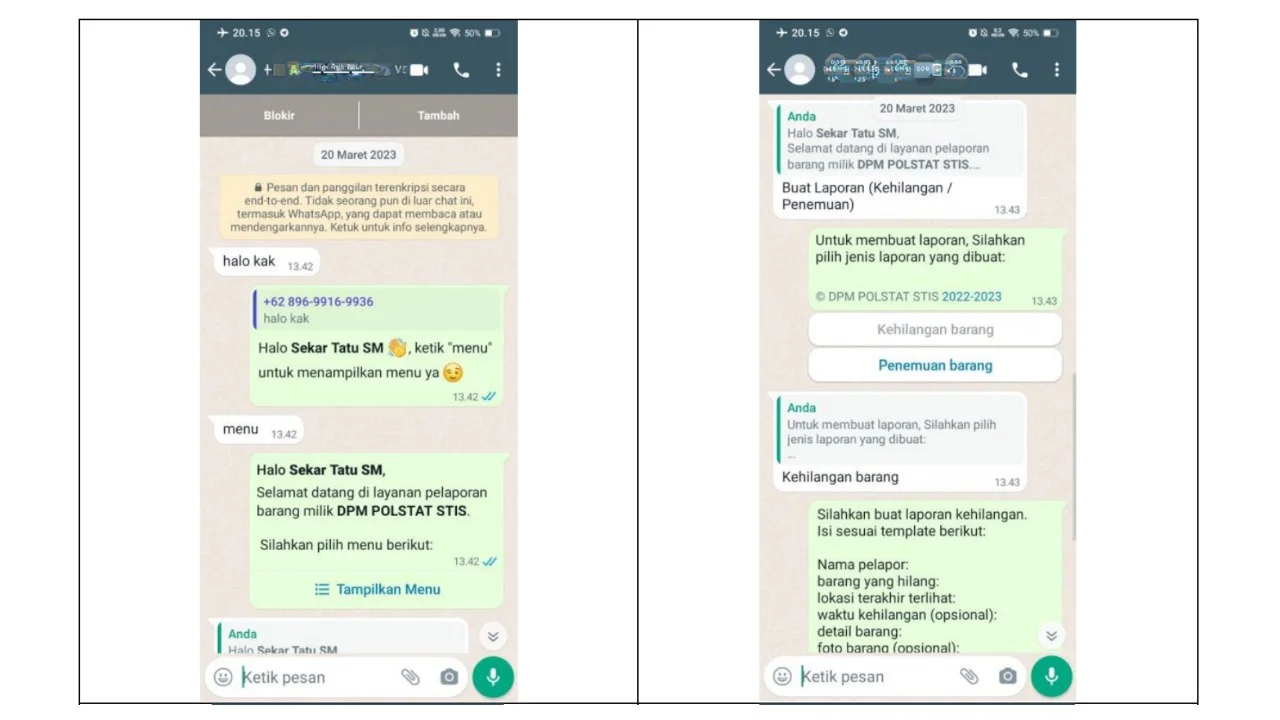 20.15
50%
Blokir
Tambah
20 Maret 2023
Pesan dan panggilan terenkripsi secara
end-to-end. Tidak seorang pun di luar chat ini,
termasuk WhatsApp, yang dapat membaca atau
mendengarkannya. Ketuk untuk info selengkapnya.
halo kak 13.42
+62 896-9916-9936
halo kak
Halo Sekar Tatu SM 👏, ketik "menu"
untuk menampilkan menu ya 😉
13.42
menu 13.42
Halo Sekar Tatu SM,
Selamat datang di layanan pelaporan
barang milik DPM POLSTAT STIS.
Silahkan pilih menu berikut:
13.42
Tampilkan Menu
Anda
Halo Sekar Tatu SM
Ketik pesan
20.15
50%
20 Maret 2023
Anda
Halo Sekar Tatu SM,
Selamat datang di layanan pelaporan
barang milik DPM POLSTAT STIS....
Buat Laporan (Kehilangan /
Penemuan)
13.43
Untuk membuat laporan, Silahkan
pilih jenis laporan yang dibuat:
© DPM POLSTAT STIS 2022-2023 13.43
Kehilangan barang
Penemuan barang
Anda
Untuk membuat laporan, Silahkan pilih
jenis laporan yang dibuat:
...
Kehilangan barang
13.43
Silahkan buat laporan kehilangan.
Isi sesuai template berikut:
Nama pelapor:
barang yang hilang:
lokasi terakhir terlihat:
waktu kehilangan (opsional):
detail barang:
foto barang (opsional):
Ketik pesan